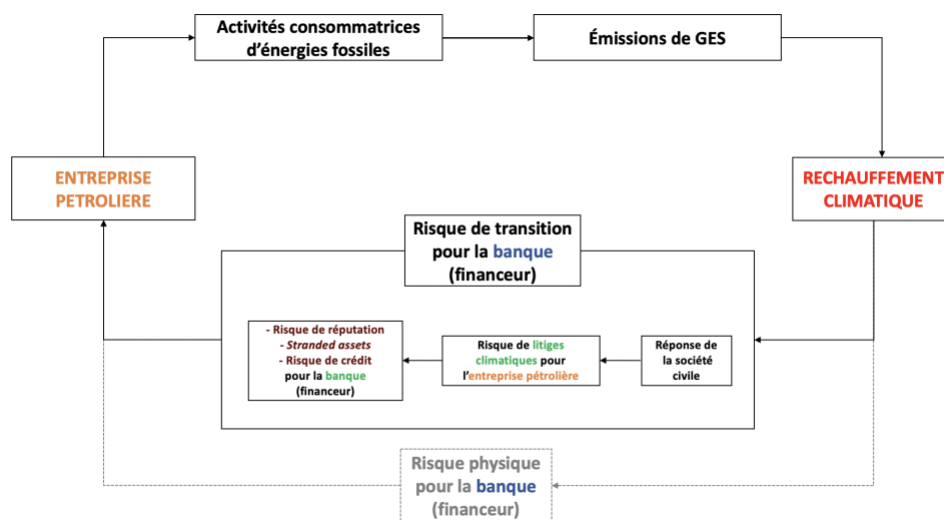 Activités consommatrices
d'énergies fossiles
Émissions de GES
ENTREPRISE
PETROLIERE
RECHAUFFEMENT
CLIMATIQUE
Risque de transition
pour la banque
(financeur)
- Risque de réputation
- Stranded assets
- Risque de crédit
pour la banque
(financeur)
Risque de litiges
climatiques pour
l'entreprise pétrolière
Réponse de
la société
civile
Risque physique
pour la banque
(financeur)